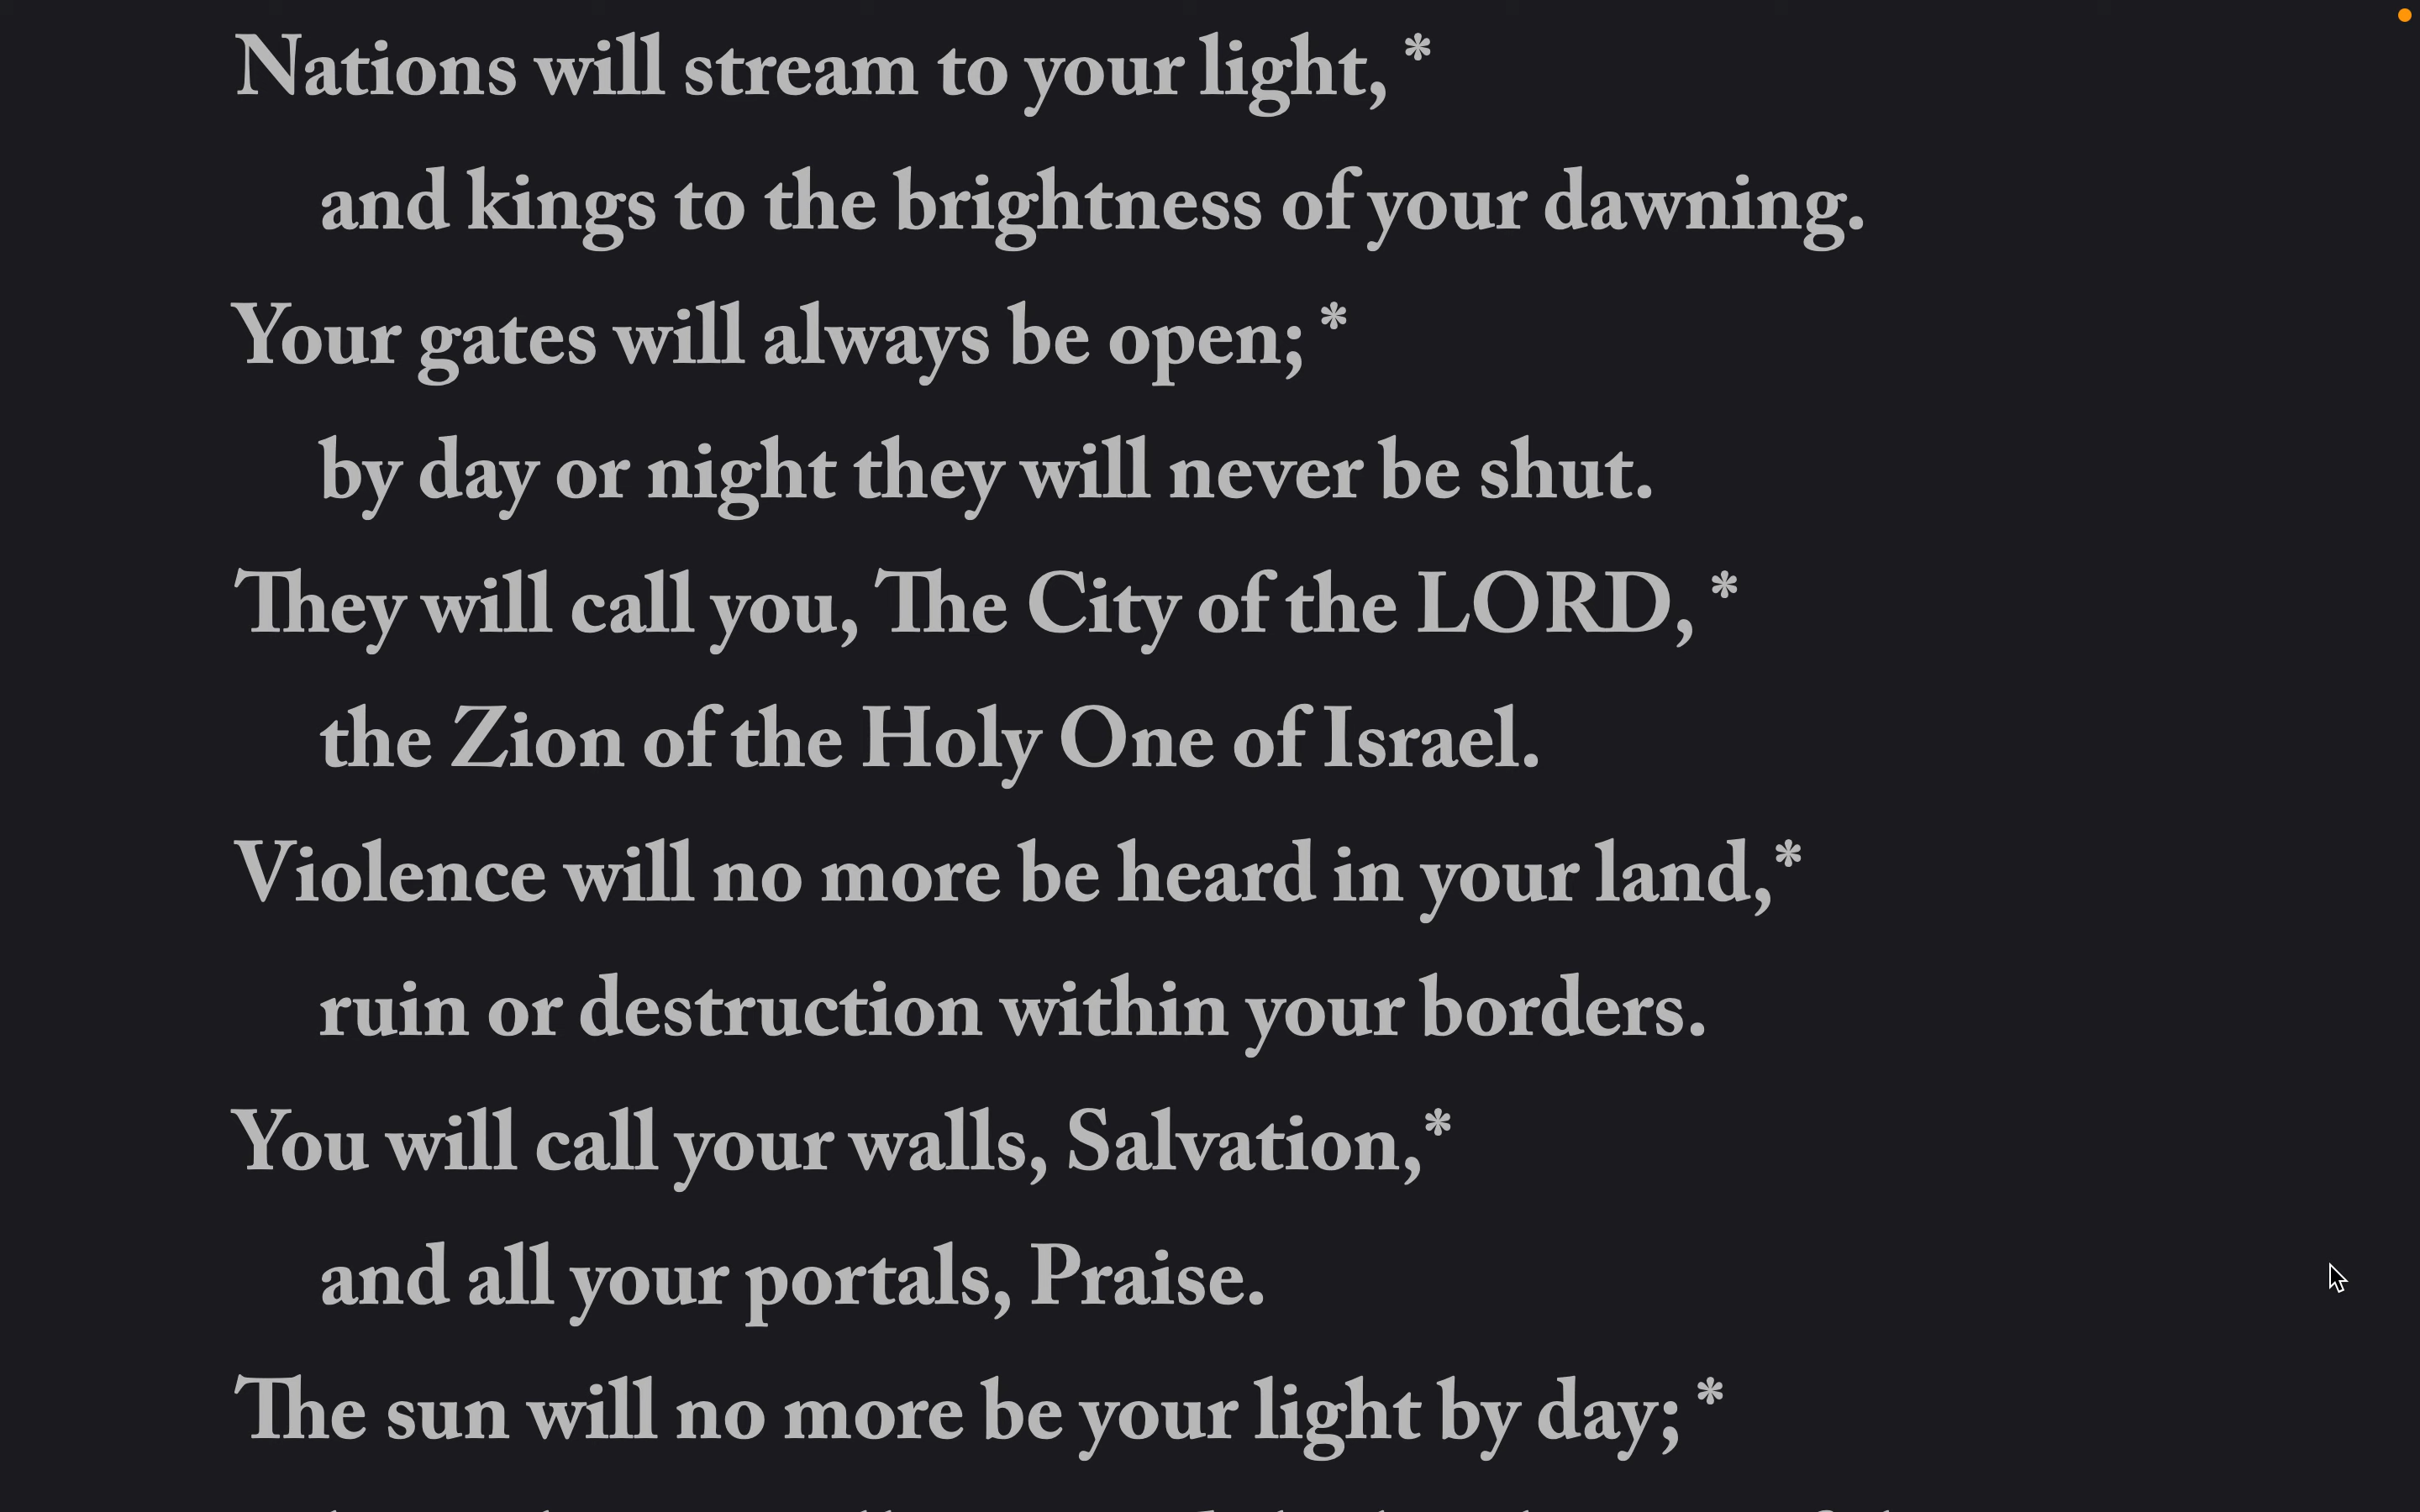 Nations will stream to your light, *
and kings to the brightness of your dawning.
Your gates will always be open; *
by day or night they will never be shut.
They will call you, The City of the LORD, *
the Zion of the Holy One of Israel.
Violence will no more be heard in your land,*
ruin or destruction within your borders.
You will call your walls, Salvation,*
and all your portals, Praise.
The sun will no more be your light by day; *